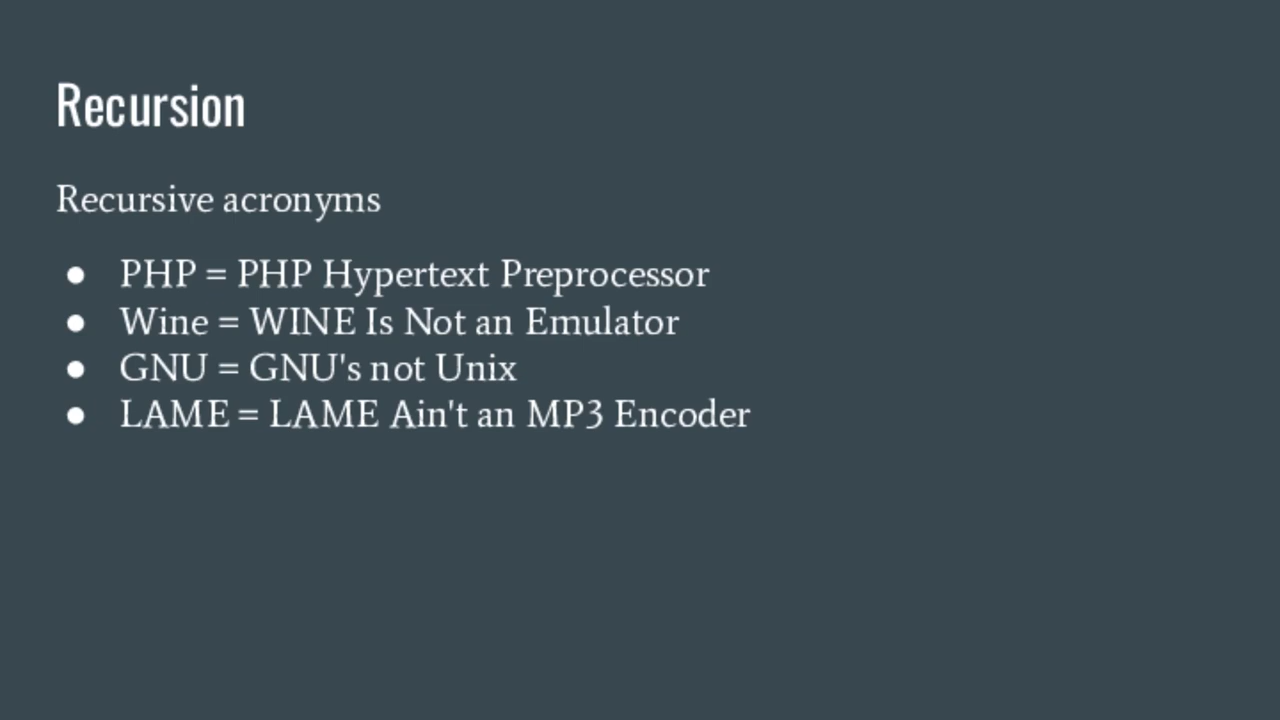 Recursion
Recursive acronyms
● PHP = PHP Hypertext Preprocessor
● Wine = WINE Is Not an Emulator
● GNU = GNU's not Unix
● LAME = LAME Ain't an MP3 Encoder